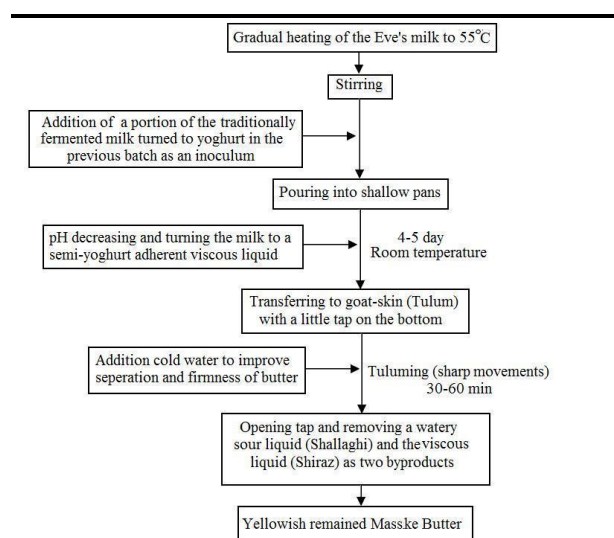 Gradual heating of the Eve's milk to 55°C
Stirring
Addition of a portion of the traditionally
fermented milk turned to yoghurt in the
previous batch as an inoculum
Pouring into shallow pans
pH decreasing and turning the milk to a
semi-yoghurt adherent viscous liquid
4-5 day
Room temperature
Transferring to goat-skin (Tulum)
with a little tap on the bottom
Addition cold water to improve
seperation and firmness of butter
Tuluming (sharp movements)
30-60 min
Opening tap and removing a watery
sour liquid (Shallaghi) and the viscous
liquid (Shiraz) as two byproducts
Yellowish remained Masske Butter